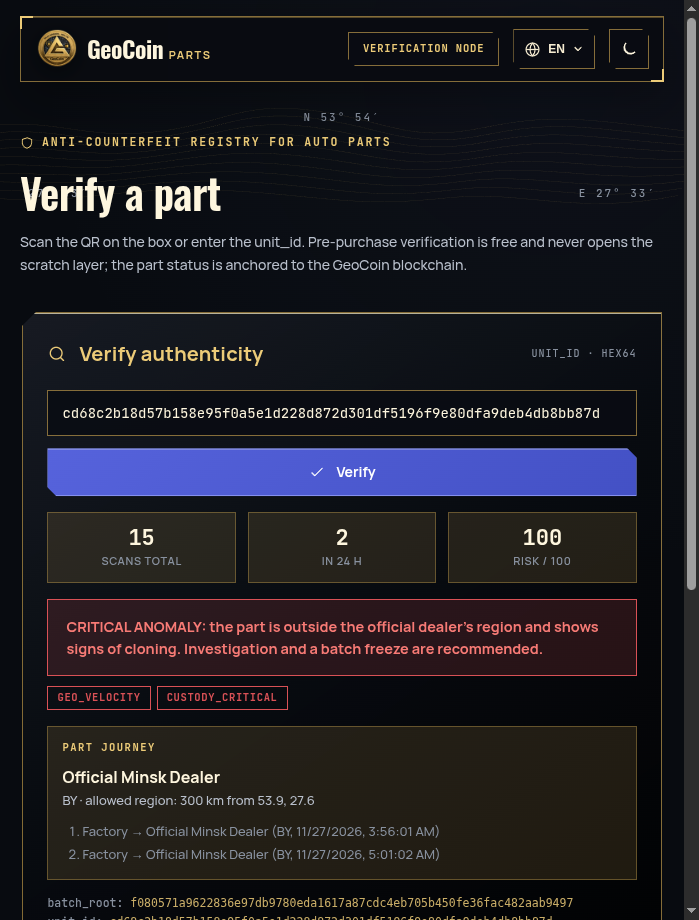 GeoCoin PARTS
VERIFICATION NODE
EN
N 53° 54′
ANTI-COUNTERFEIT REGISTRY FOR AUTO PARTS
Verify a part
E 27° 33′
Scan the QR on the box or enter the unit_id. Pre-purchase verification is free and never opens the
scratch layer; the part status is anchored to the GeoCoin blockchain.
Verify authenticity
UNIT_ID · HEX64
cd68c2b18d57b158e95f0a5e1d228d872d301df5196f9e80dfa9deb4db8bb87d
Verify
15
SCANS TOTAL
2
IN 24 H
100
RISK / 100
CRITICAL ANOMALY: the part is outside the official dealer's region and shows
signs of cloning. Investigation and a batch freeze are recommended.
GEO_VELOCITY
CUSTODY_CRITICAL
PART JOURNEY
Official Minsk Dealer
BY · allowed region: 300 km from 53.9, 27.6
1. Factory → Official Minsk Dealer (BY, 11/27/2026, 3:56:01 AM)
2. Factory → Official Minsk Dealer (BY, 11/27/2026, 5:01:02 AM)
batch_root: f080571a9622836e97db9780eda1617a87cdc4eb705b450fe36fac482aab9497
unit_id: cd68c2b18d57b158e95f0a5e1d228d872d301df5196f9e80dfa9deb4db8bb87d